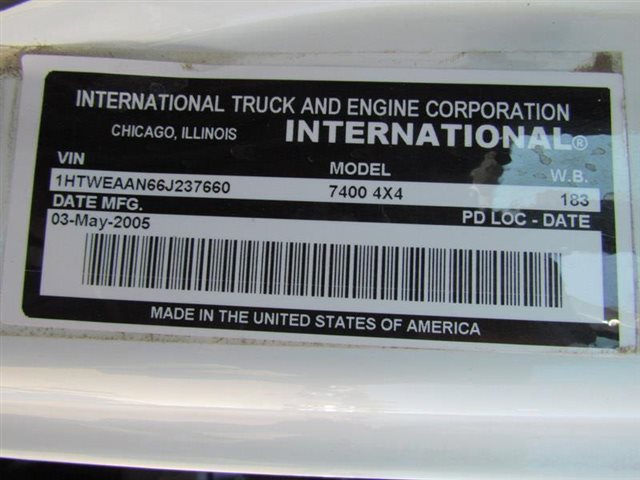 INTERNATIONAL TRUCK AND ENGINE CORPORATION
CHICAGO, ILLINOIS INTERNATIONAL®
VIN MODEL W.B.
1HTWEAAN66J237660 7400 4X4 183
DATE MFG. PD LOC - DATE
03-May-2005
MADE IN THE UNITED STATES OF AMERICA